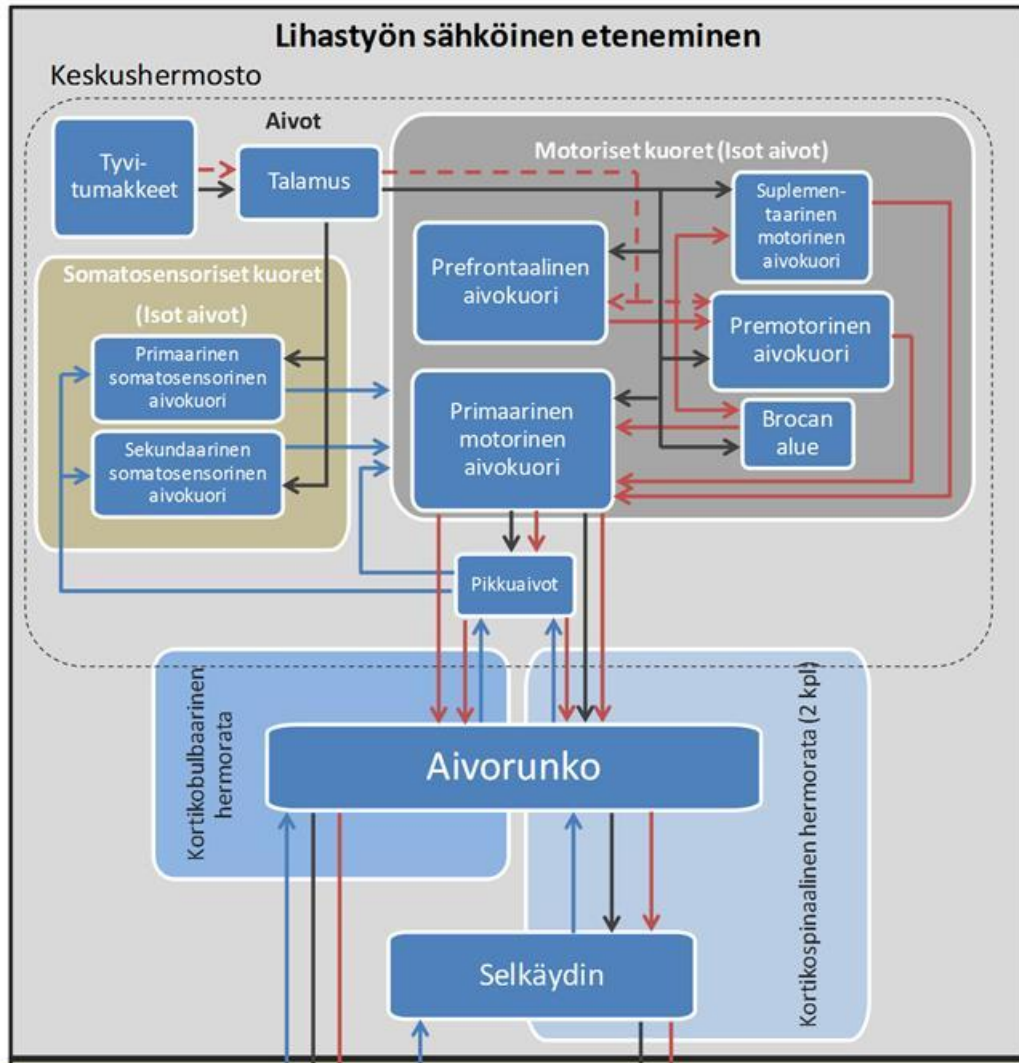 Lihastyön sähköinen eteneminen
Keskushermosto
Aivot
Tyvi-
tumakkeet
Talamus
Motoriset kuoret (Isot aivot)
Suplemen-
taarinen
motorinen
aivokuori
Prefrontaalinen
aivokuori
Premotorinen
aivokuori
Somatosensoriset kuoret
(Isot aivot)
Primaarinen
somatosensorinen
aivokuori
Sekundaarinen
somatosensorinen
aivokuori
Primaarinen
motorinen
aivokuori
Brocan
alue
Pikkuaivot
Kortikobulbaarinen
hermorata
Kortikospinaalinen hermorata (2 kpl)
Aivorunko
Selkäydin